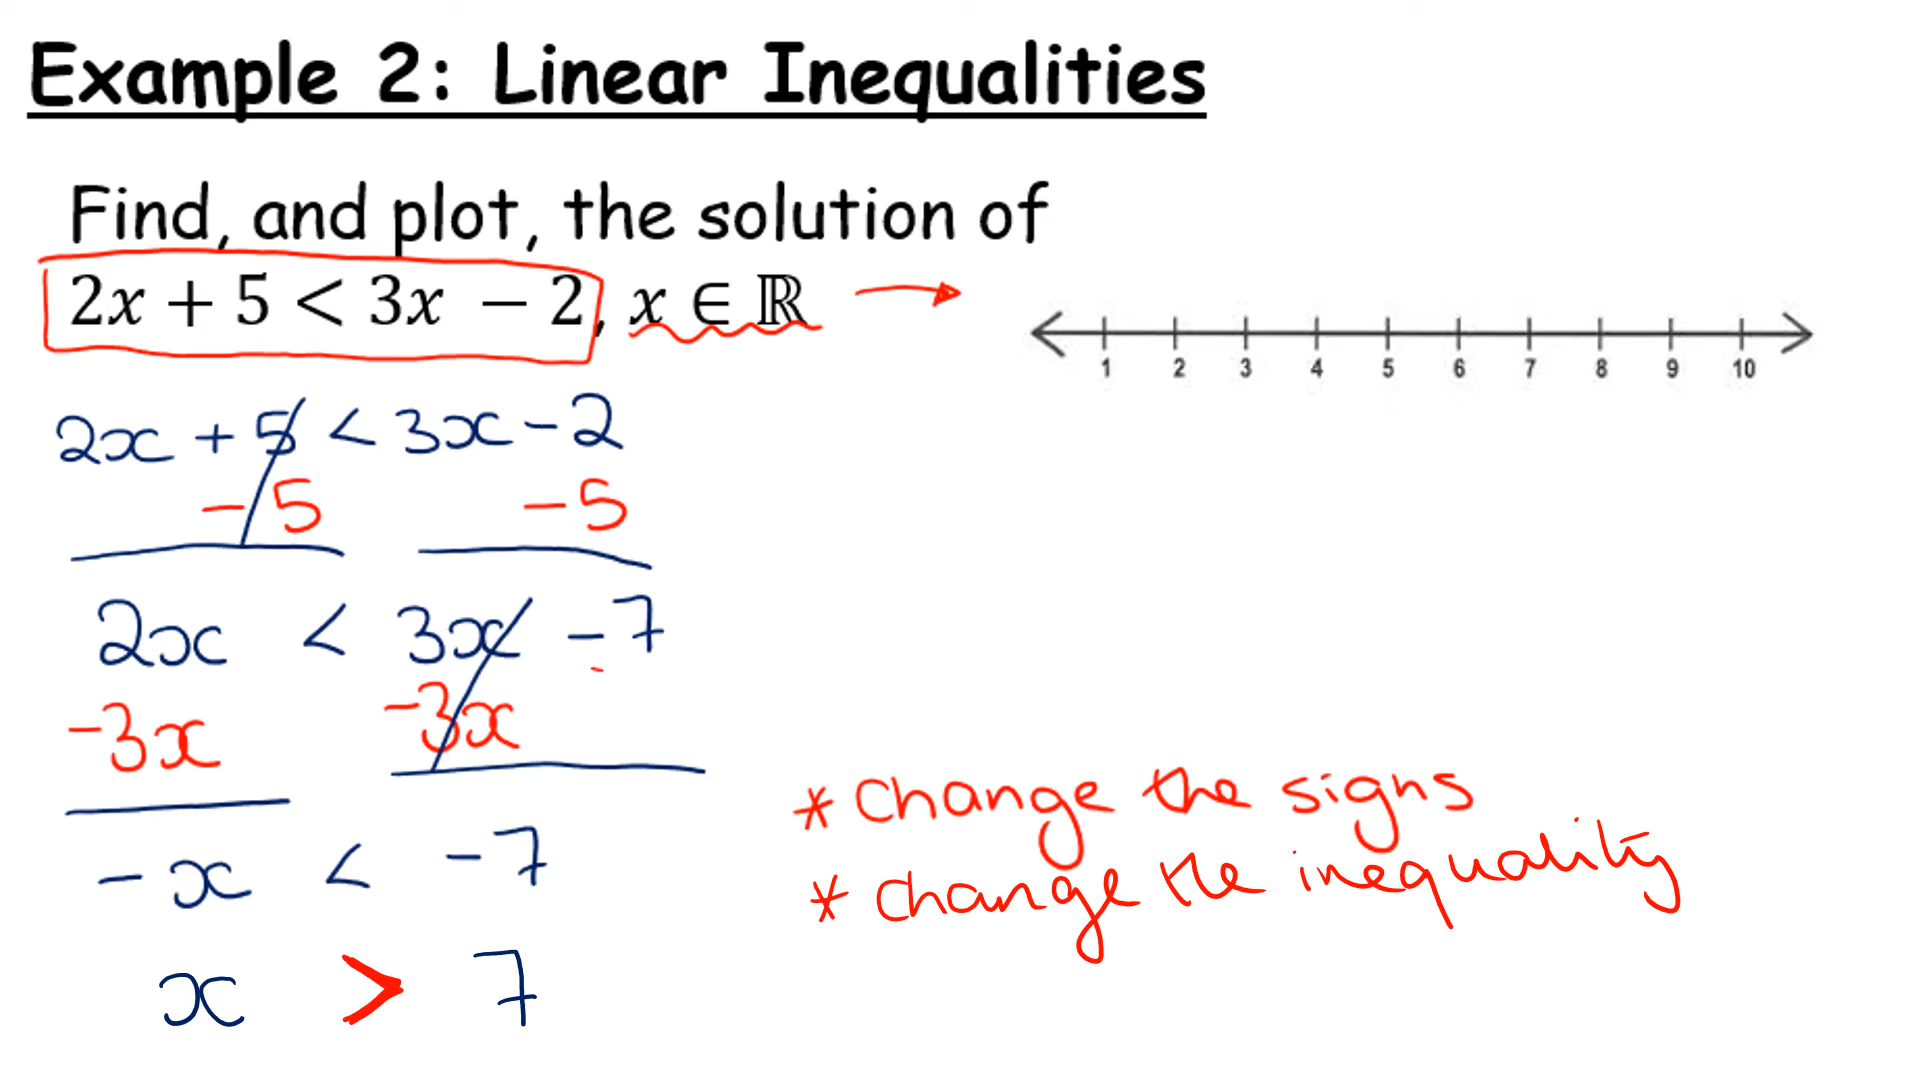 Example 2: Linear Inequalities
Find, and plot, the solution of
2x + 5 < 3x − 2, x ∈ ℝ
1 2 3 4 5 6 7 8 9 10
2x + 5 < 3x − 2
− 5 − 5
2x < 3x − 7
−3x −3x
− x < − 7
x > 7
* Change the signs
* Change the inequality